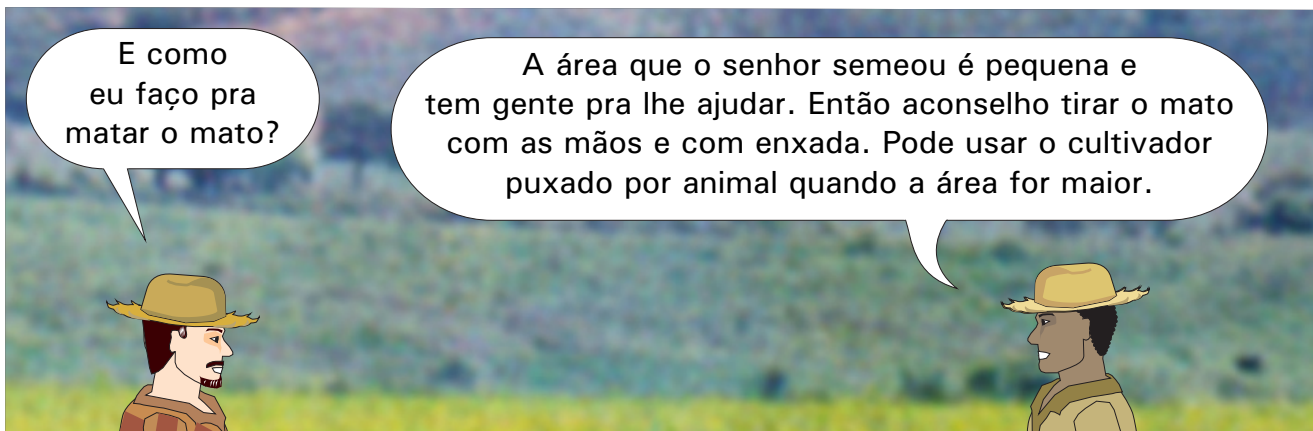 E como
eu faço pra
matar o mato?
A área que o senhor semeou é pequena e
tem gente pra lhe ajudar. Então aconselho tirar o mato
com as mãos e com enxada. Pode usar o cultivador
puxado por animal quando a área for maior.